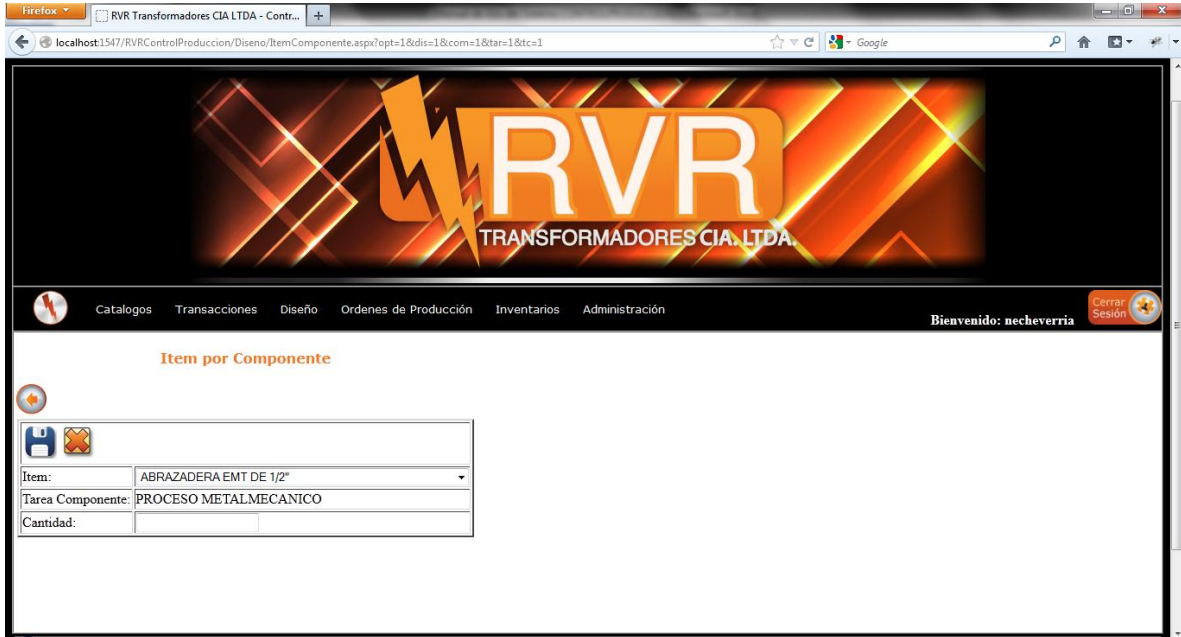 Firefox
RVR Transformadores CIA LTDA - Contr...
localhost:1547/RVRControlProduccion/Diseno/ItemComponente.aspx?opt=1&dis=1&com=1&tar=1&tc=1
Google
RVR
TRANSFORMADORES CIA. LTDA.
Catalogos Transacciones Diseño Ordenes de Producción Inventarios Administración
Bienvenido: necheverria
Cerrar
Sesión
Item por Componente
Item: ABRAZADERA EMT DE 1/2"
Tarea Componente: PROCESO METALMECANICO
Cantidad: